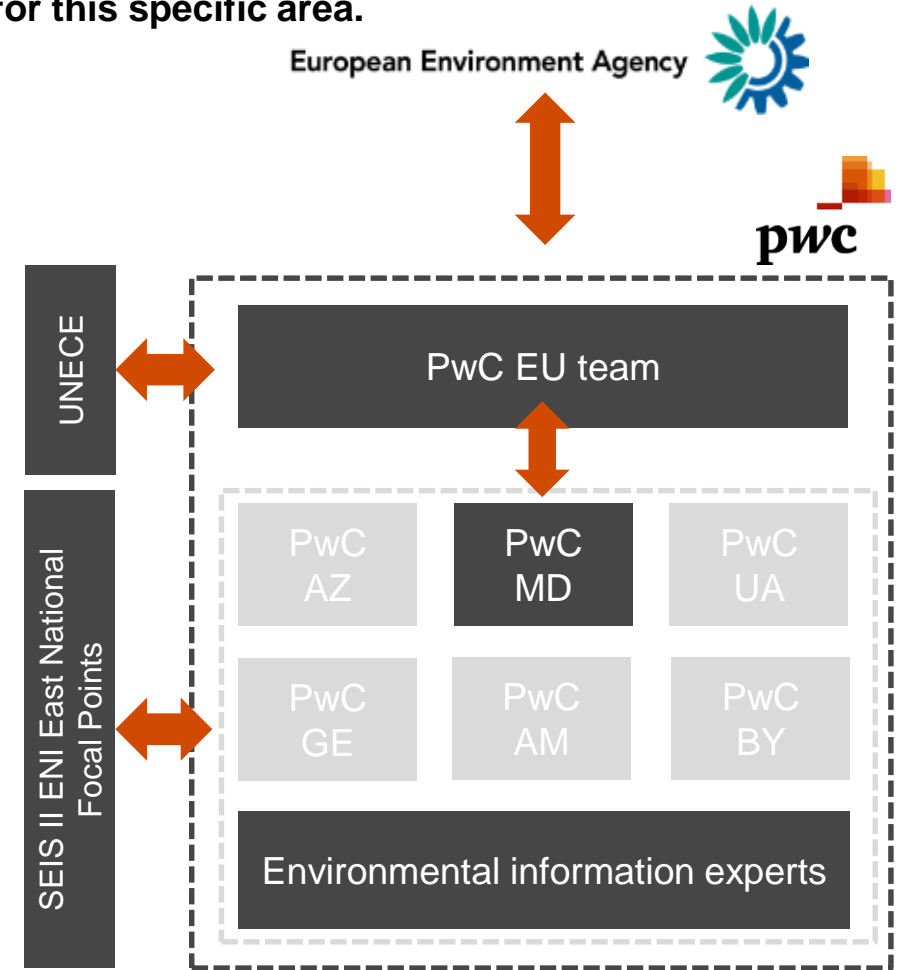 for this specific area.
European Environment Agency
pwc
UNECE
PwC EU team
SEIS II ENI East National
Focal Points
PwC
AZ
PwC
MD
PwC
UA
PwC
GE
PwC
AM
PwC
BY
Environmental information experts